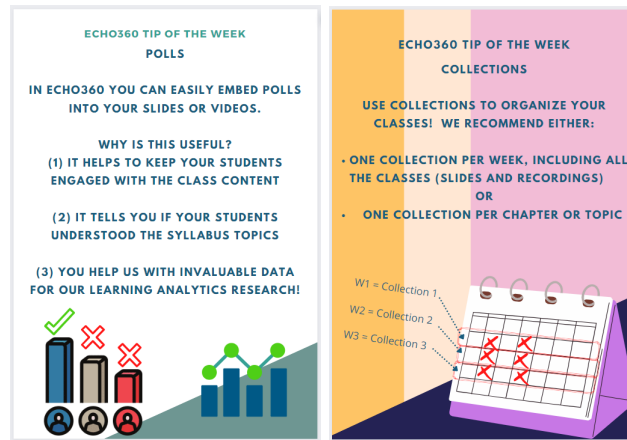 ECHO360 TIP OF THE WEEK
POLLS
IN ECHO360 YOU CAN EASILY EMBED POLLS
INTO YOUR SLIDES OR VIDEOS.
WHY IS THIS USEFUL?
(1) IT HELPS TO KEEP YOUR STUDENTS
ENGAGED WITH THE CLASS CONTENT
(2) IT TELLS YOU IF YOUR STUDENTS
UNDERSTOOD THE SYLLABUS TOPICS
(3) YOU HELP US WITH INVALUABLE DATA
FOR OUR LEARNING ANALYTICS RESEARCH!
ECHO360 TIP OF THE WEEK
COLLECTIONS
USE COLLECTIONS TO ORGANIZE YOUR
CLASSES! WE RECOMMEND EITHER:
• ONE COLLECTION PER WEEK, INCLUDING ALL
THE CLASSES (SLIDES AND RECORDINGS)
OR
• ONE COLLECTION PER CHAPTER OR TOPIC
W1 = Collection 1
W2 = Collection 2
W3 = Collection 3